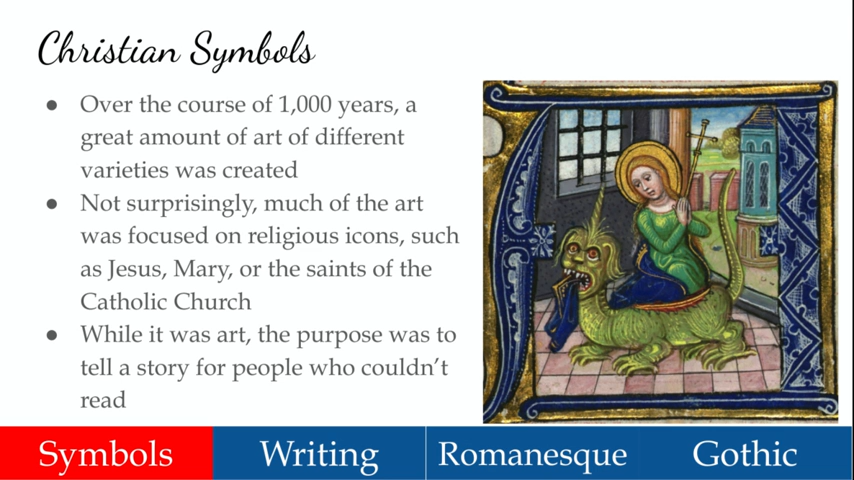 Christian Symbols
● Over the course of 1,000 years, a
great amount of art of different
varieties was created
● Not surprisingly, much of the art
was focused on religious icons, such
as Jesus, Mary, or the saints of the
Catholic Church
● While it was art, the purpose was to
tell a story for people who couldn't
read
Symbols
Writing
Romanesque
Gothic